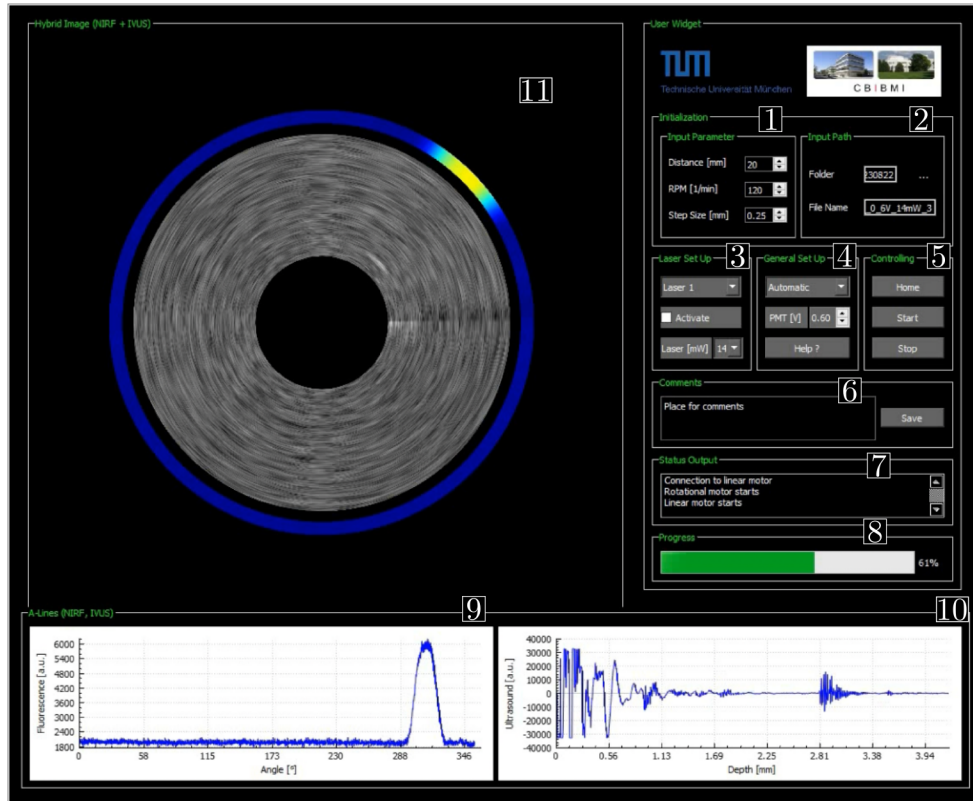 Hybrid Image (NIRF + IVUS)
11
User Widget
TUM
Technische Universität München
CBIBMI
Initialization
1
2
Input Parameter
Distance [mm] 20
RPM [1/min] 120
Step Size [mm] 0.25
Input Path
Folder 230822 ...
File Name _0_6V_14mW_3
Laser Set Up 3
Laser 1
Activate
Laser [mW] 14
General Set Up 4
Automatic
PMT [V] 0.60
Help ?
Controlling 5
Home
Start
Stop
Comments 6
Place for comments
Save
Status Output 7
Connection to linear motor
Rotational motor starts
Linear motor starts
Progress 8
61%
A-Lines (NIRF, IVUS) 9
10
Fluorescence [a.u.]
6000
5400
4800
4200
3600
3000
2400
1800
0 58 115 173 230 288 346
Angle [°]
Ultrasound [a.u.]
40000
30000
20000
10000
0
-10000
-20000
-30000
-40000
0 0.56 1.13 1.69 2.25 2.81 3.38 3.94
Depth [mm]